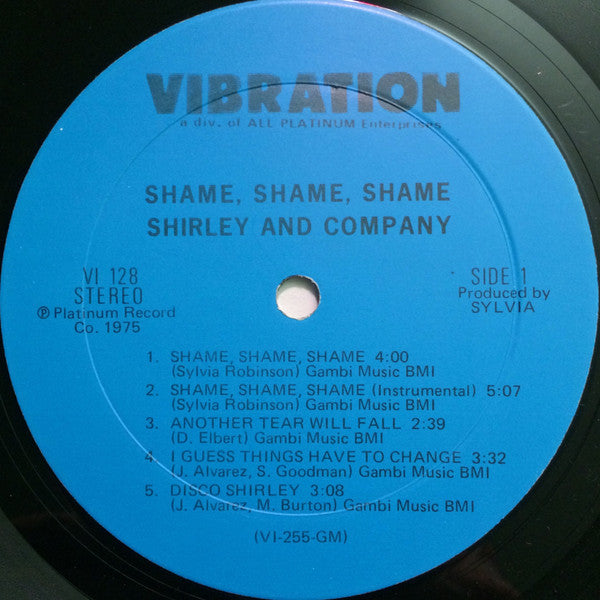 VIBRATION
a div. of ALL PLATINUM Enterprises
SHAME, SHAME, SHAME
SHIRLEY AND COMPANY
VI 128
STEREO
℗ Platinum Record
Co. 1975
SIDE 1
Produced by
SYLVIA
1. SHAME, SHAME, SHAME 4:00
(Sylvia Robinson) Gambi Music BMI
2. SHAME, SHAME, SHAME (Instrumental) 5:07
(Sylvia Robinson) Gambi Music BMI
3. ANOTHER TEAR WILL FALL 2:39
(D. Elbert) Gambi Music BMI
4. I GUESS THINGS HAVE TO CHANGE 3:32
(J. Alvarez, S. Goodman) Gambi Music BMI
5. DISCO SHIRLEY 3:08
(J. Alvarez, M. Burton) Gambi Music BMI
(VI-255-GM)